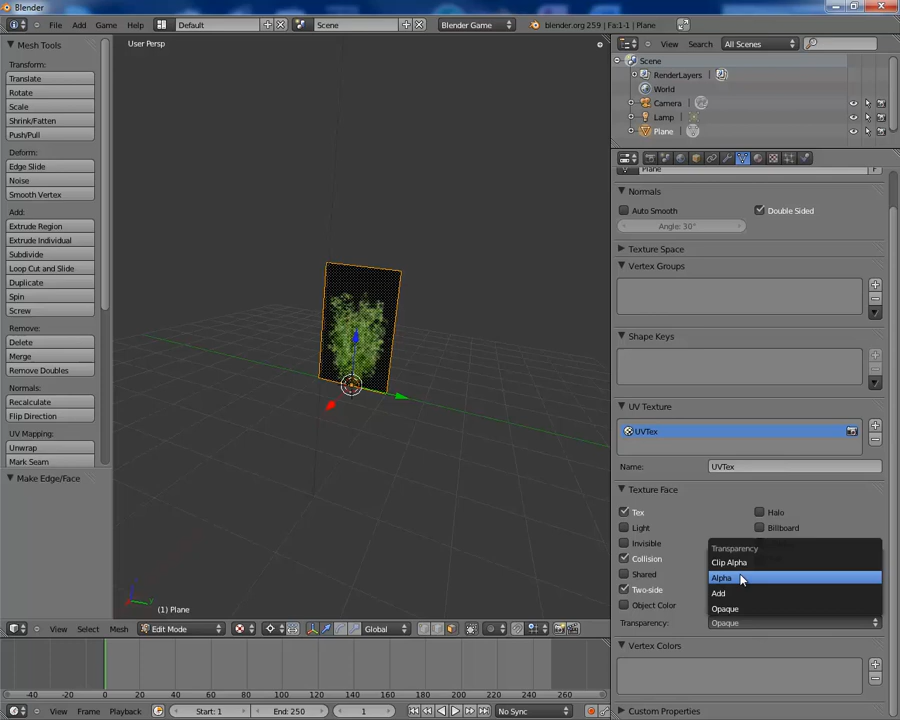 Blender
File Add Game Help Default Scene Blender Game blender.org 259 | Fa:1-1 | Plane
Mesh Tools
Transform:
Translate
Rotate
Scale
Shrink/Fatten
Push/Pull
Deform:
Edge Slide
Noise
Smooth Vertex
Add:
Extrude Region
Extrude Individual
Subdivide
Loop Cut and Slide
Duplicate
Spin
Screw
Remove:
Delete
Merge
Remove Doubles
Normals:
Recalculate
Flip Direction
UV Mapping:
Unwrap
Mark Seam
Make Edge/Face
User Persp
(1) Plane
View Select Mesh Edit Mode Global
-40 -20 0 20 40 60 80 100 120 140 160 180 200 220 240 260
View Frame Playback Start: 1 End: 250 1 No Sync
View Search All Scenes
Scene
RenderLayers
World
Camera
Lamp
Plane
Plane F
Normals
Auto Smooth Double Sided
Angle: 30°
Texture Space
Vertex Groups
Shape Keys
UV Texture
UVTex
Name: UVTex
Texture Face
Tex Halo
Light Billboard
Invisible
Collision
Shared
Two-side
Object Color
Transparency
Clip Alpha
Alpha
Add
Opaque
Transparency: Opaque
Vertex Colors
Custom Properties